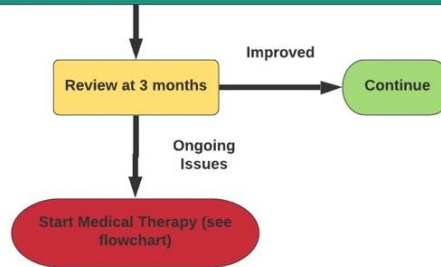 Improved
Review at 3 months
Continue
Ongoing
Issues
Start Medical Therapy (see
flowchart)